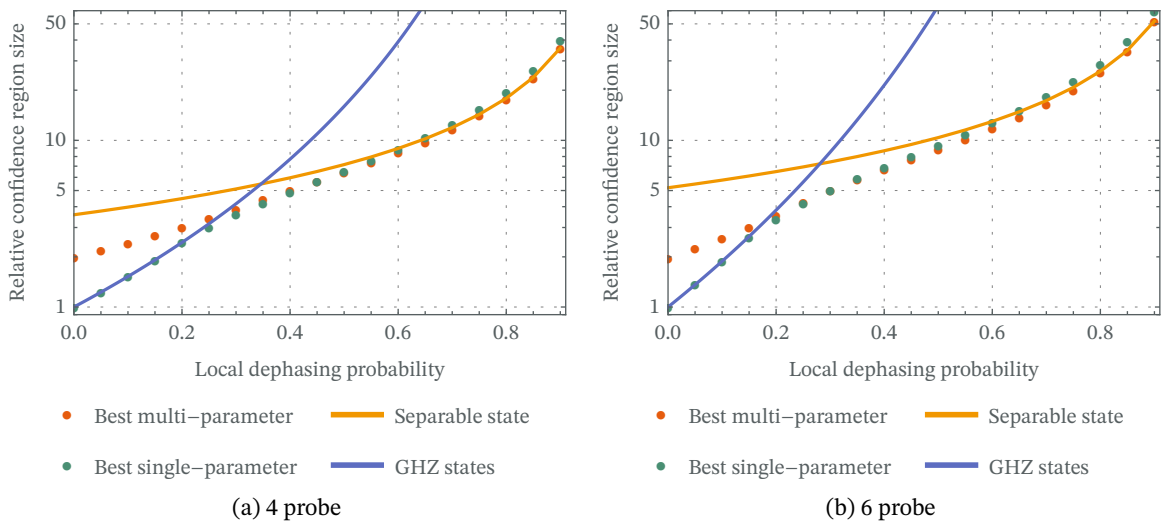 Relative confidence region size
50
10
5
1
0.0 0.2 0.4 0.6 0.8
Local dephasing probability
Best multi−parameter
Separable state
Best single−parameter
GHZ states
(a) 4 probe
Relative confidence region size
50
10
5
1
0.0 0.2 0.4 0.6 0.8
Local dephasing probability
Best multi−parameter
Separable state
Best single−parameter
GHZ states
(b) 6 probe